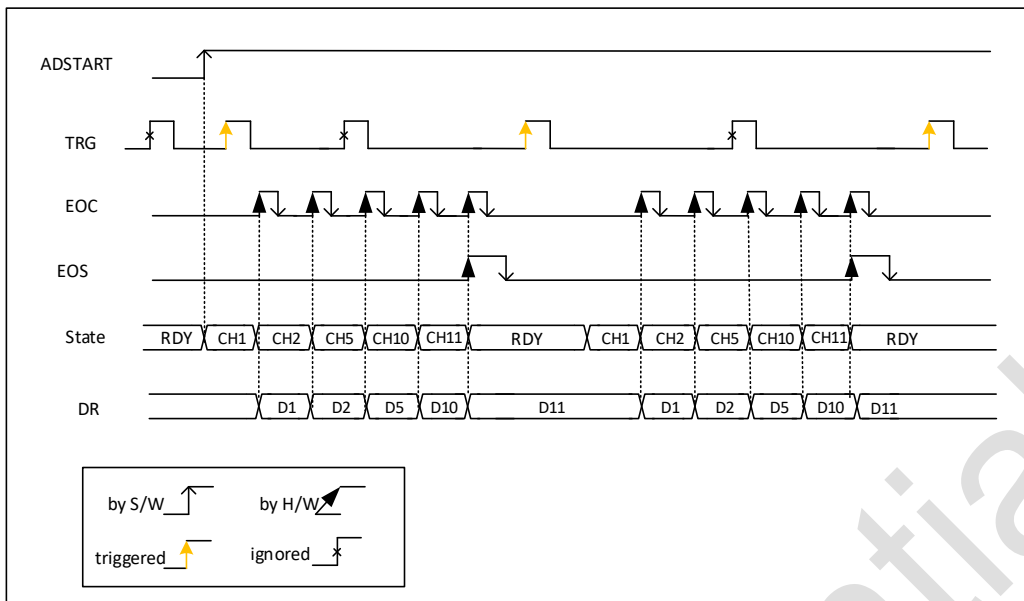 ADSTART
TRG
EOC
EOS
State RDY CH1 CH2 CH5 CH10 CH11 RDY CH1 CH2 CH5 CH10 CH11 RDY
DR D1 D2 D5 D10 D11 D1 D2 D5 D10 D11
by S/W by H/W
triggered ignored
tial